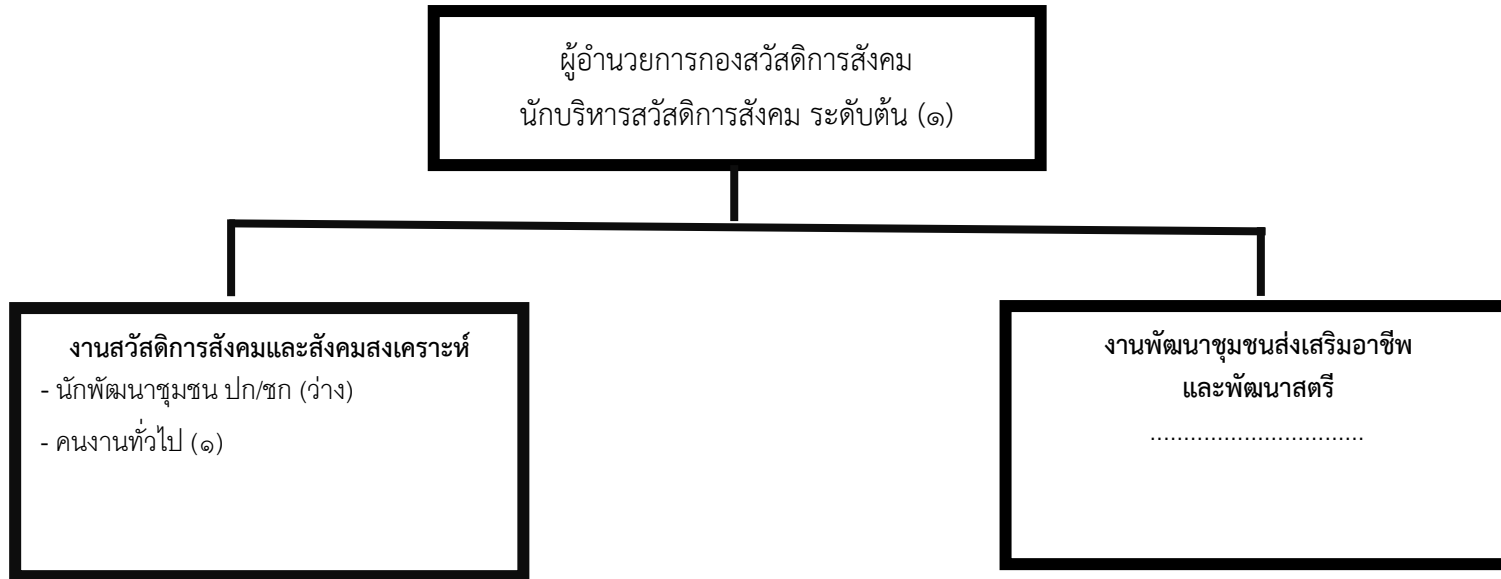 ผู้อำนวยการกองสวัสดิการสังคม
นักบริหารสวัสดิการสังคม ระดับต้น (๑)
งานสวัสดิการสังคมและสังคมสงเคราะห์
- นักพัฒนาชุมชน ปก/ชก (ว่าง)
- คนงานทั่วไป (๑)
งานพัฒนาชุมชนส่งเสริมอาชีพ
และพัฒนาสตรี
................................